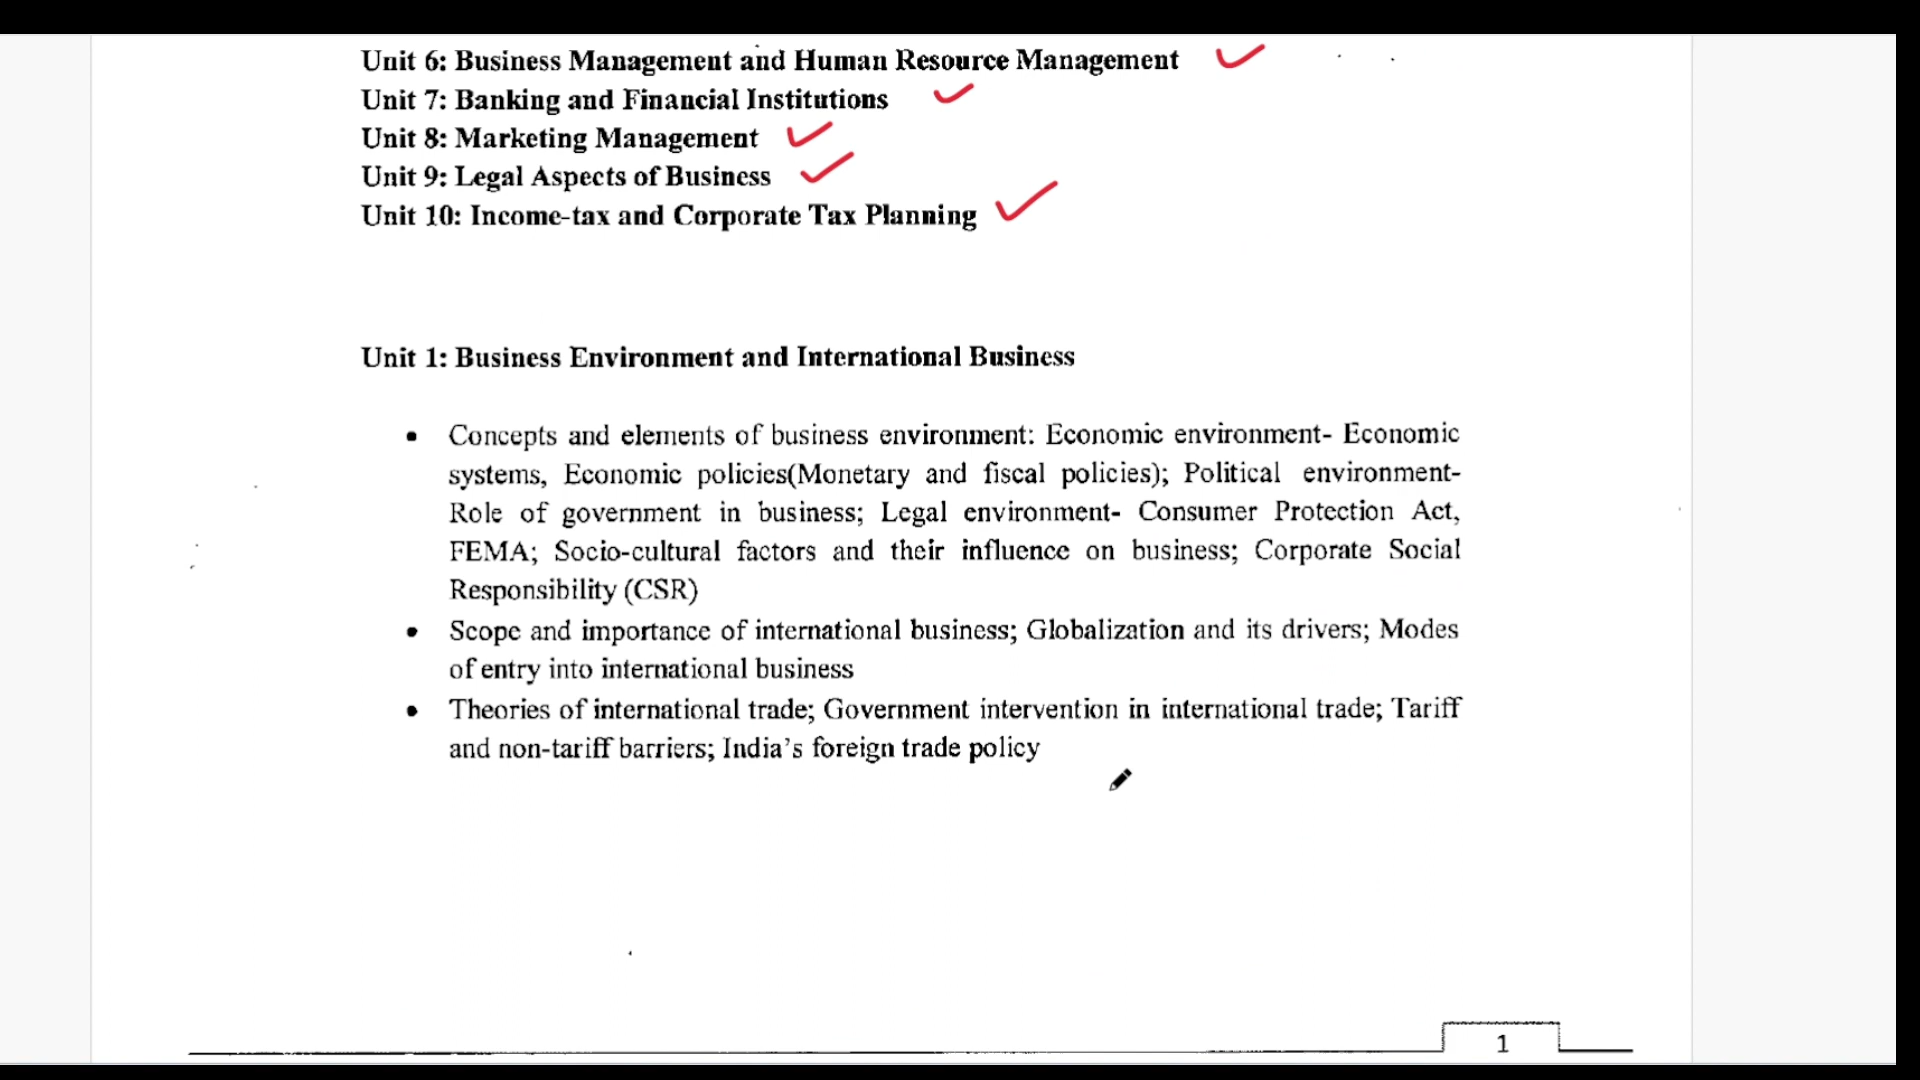 Unit 6: Business Management and Human Resource Management
Unit 7: Banking and Financial Institutions
Unit 8: Marketing Management
Unit 9: Legal Aspects of Business
Unit 10: Income-tax and Corporate Tax Planning
Unit 1: Business Environment and International Business
• Concepts and elements of business environment: Economic environment- Economic
systems, Economic policies(Monetary and fiscal policies); Political environment-
Role of government in business; Legal environment- Consumer Protection Act,
FEMA; Socio-cultural factors and their influence on business; Corporate Social
Responsibility (CSR)
• Scope and importance of international business; Globalization and its drivers; Modes
of entry into international business
• Theories of international trade; Government intervention in international trade; Tariff
and non-tariff barriers; India's foreign trade policy
1